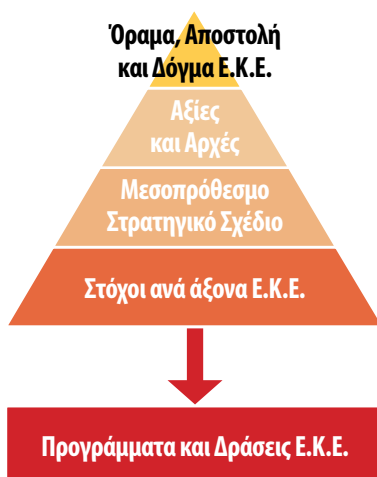 Όραμα, Αποστολή
και Δόγμα Ε.Κ.Ε.
Αξίες
και Αρχές
Μεσοπρόθεσμο
Στρατηγικό Σχέδιο
Στόχοι ανά άξονα Ε.Κ.Ε.
Προγράμματα και Δράσεις Ε.Κ.Ε.